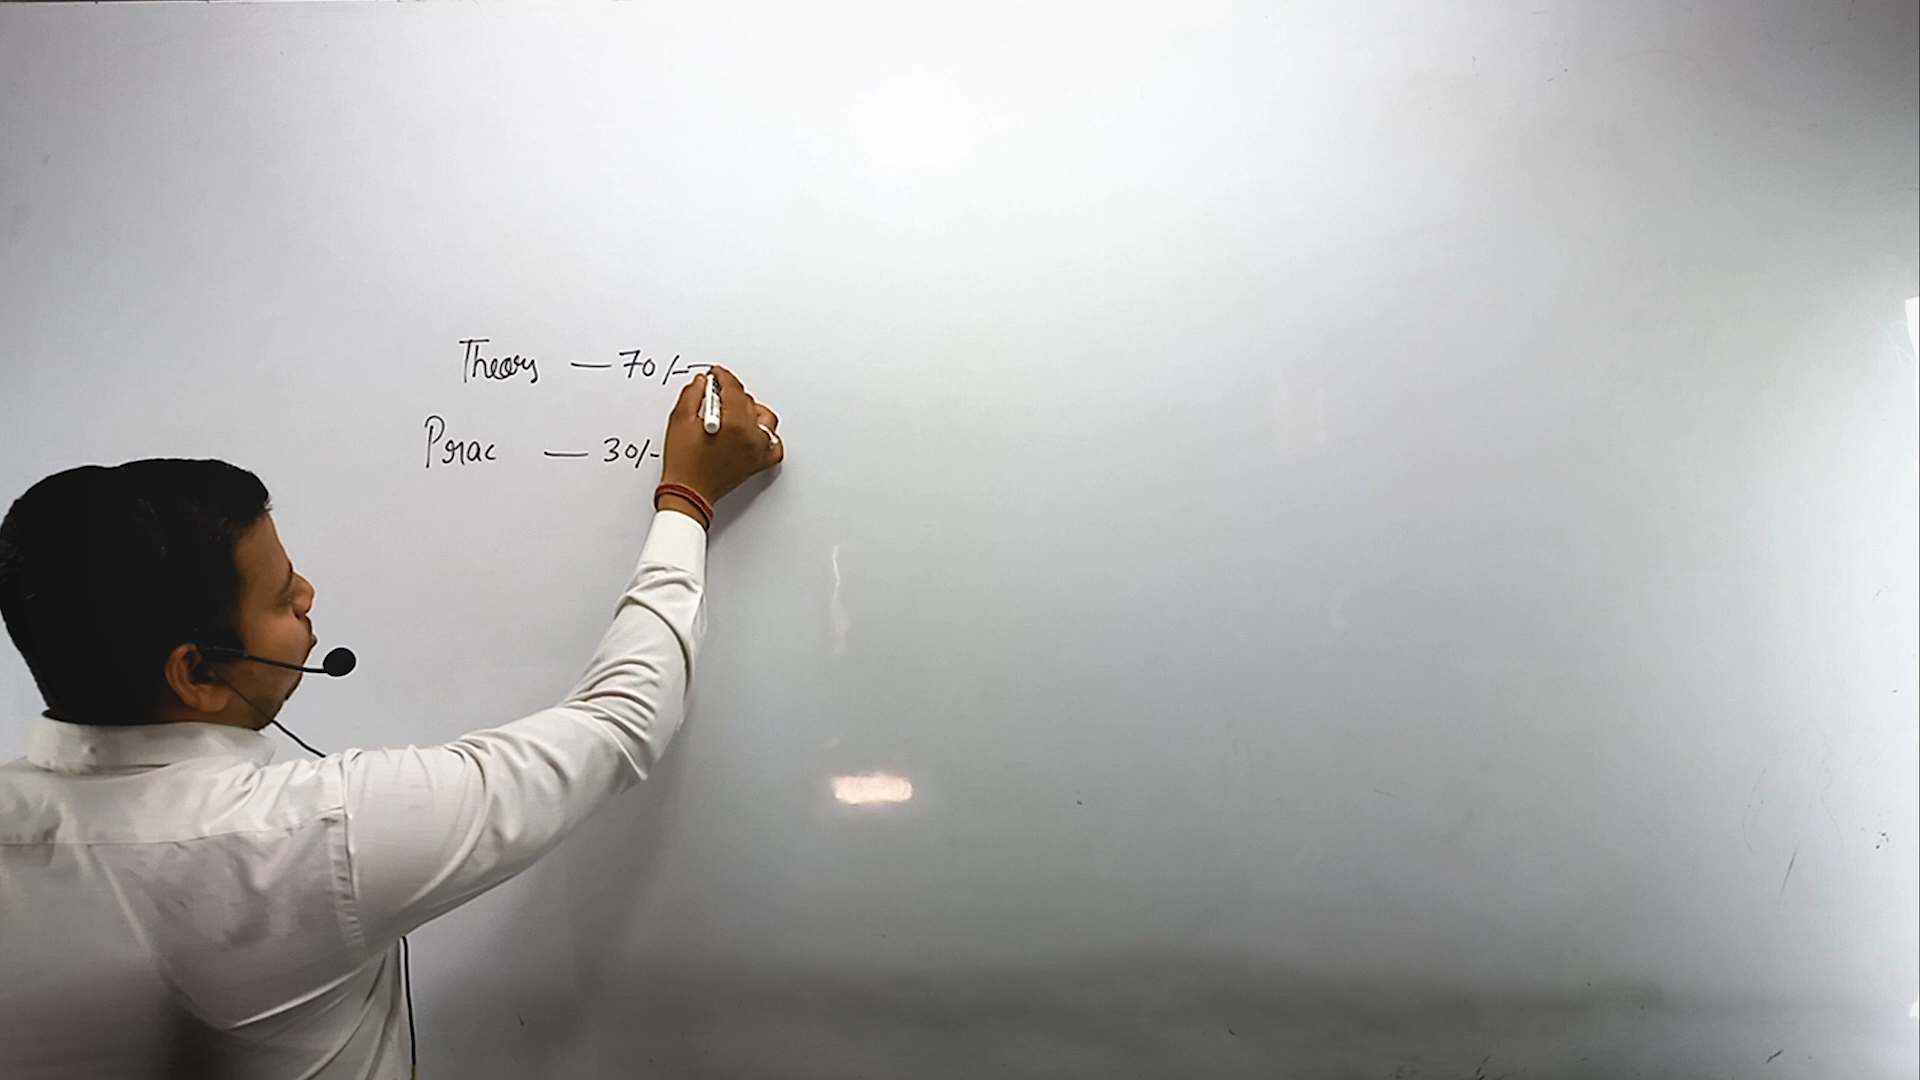 Theory — 70/- —
Prac — 30/-